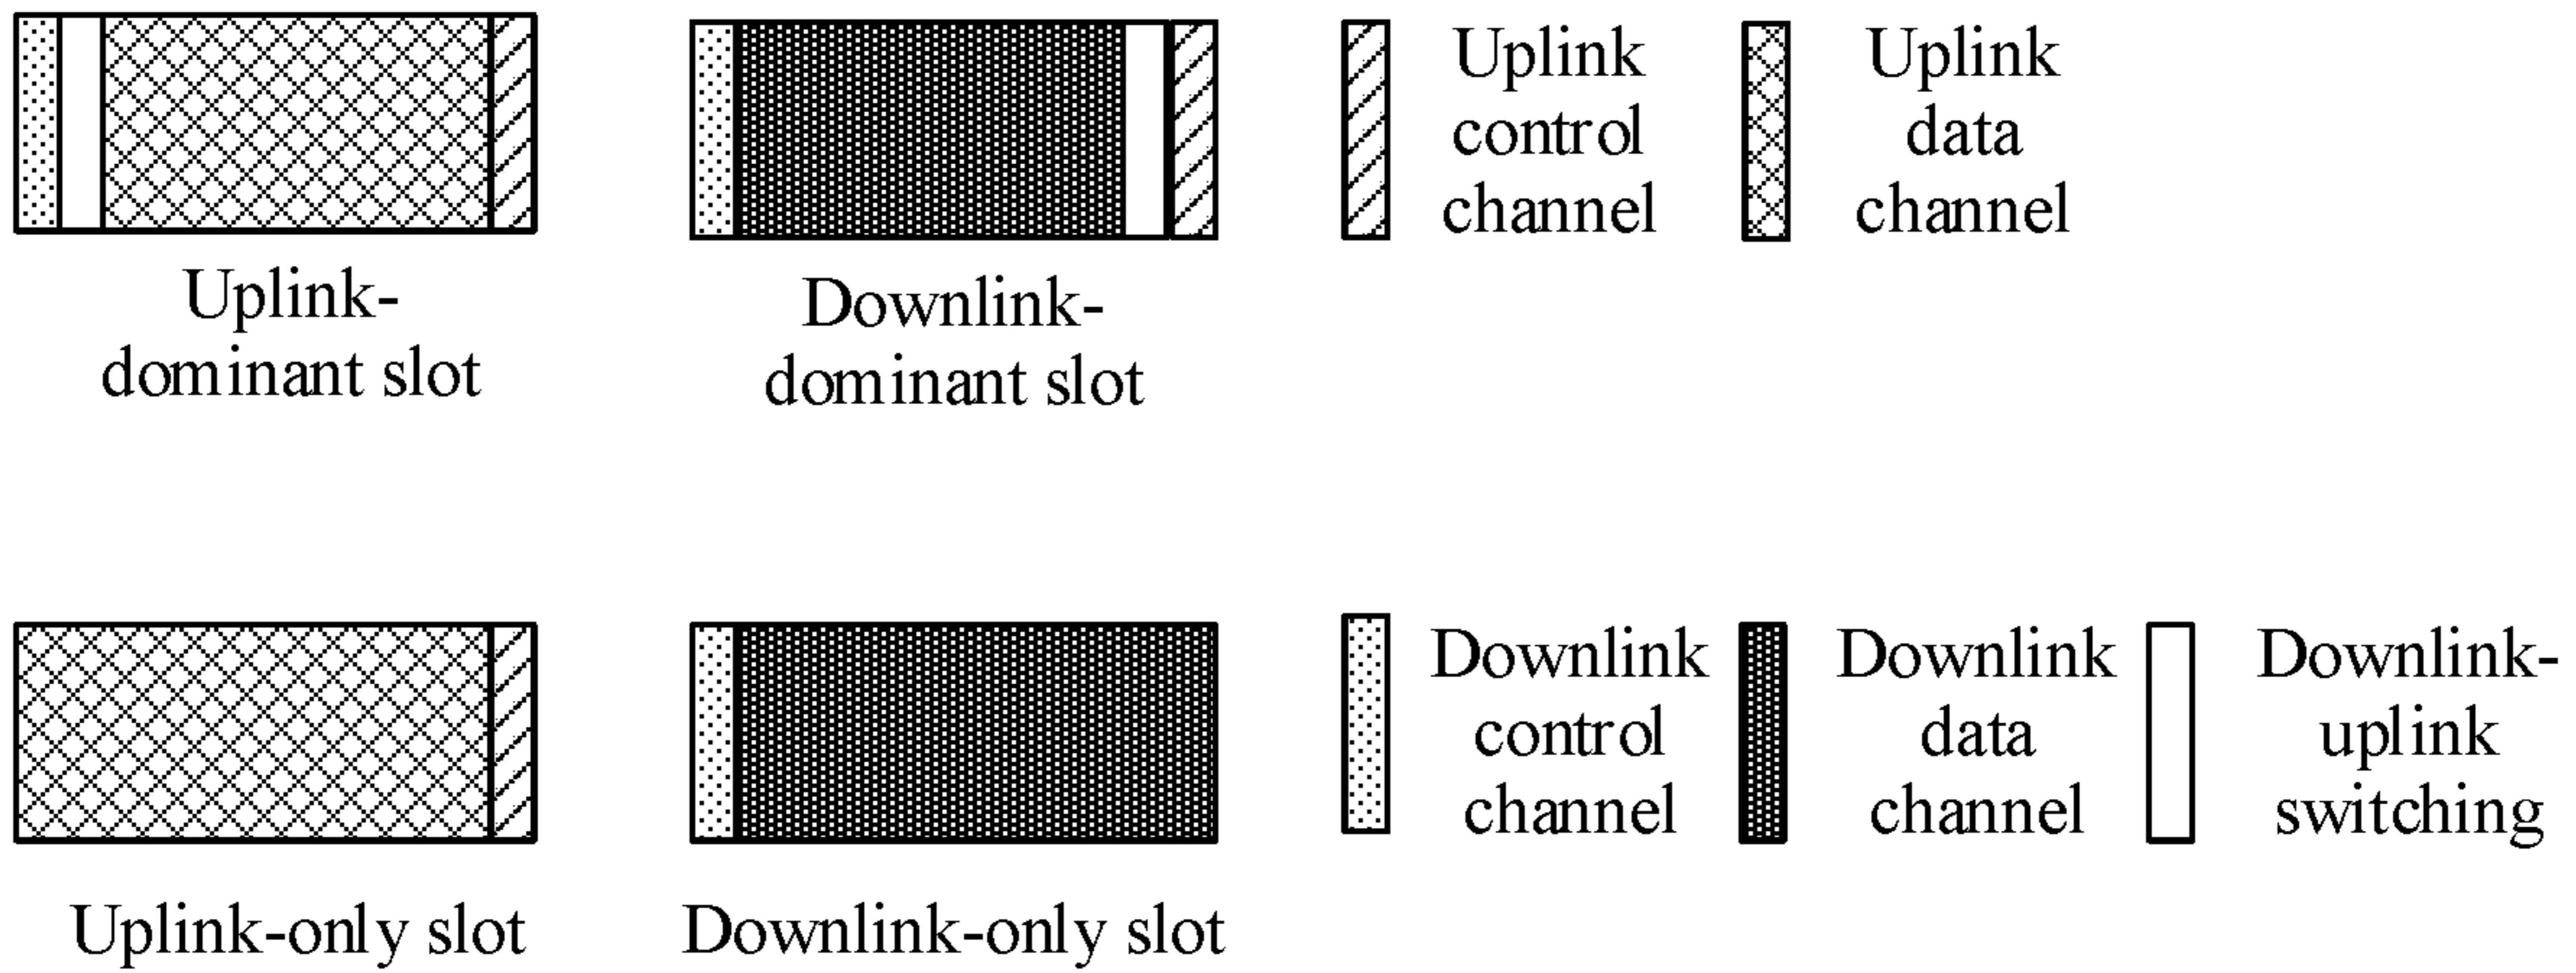 Uplink-
dominant slot
Downlink-
dominant slot
Uplink
control
channel
Uplink
data
channel
Uplink-only slot
Downlink-only slot
Downlink
control
channel
Downlink
data
channel
Downlink-
uplink
switching